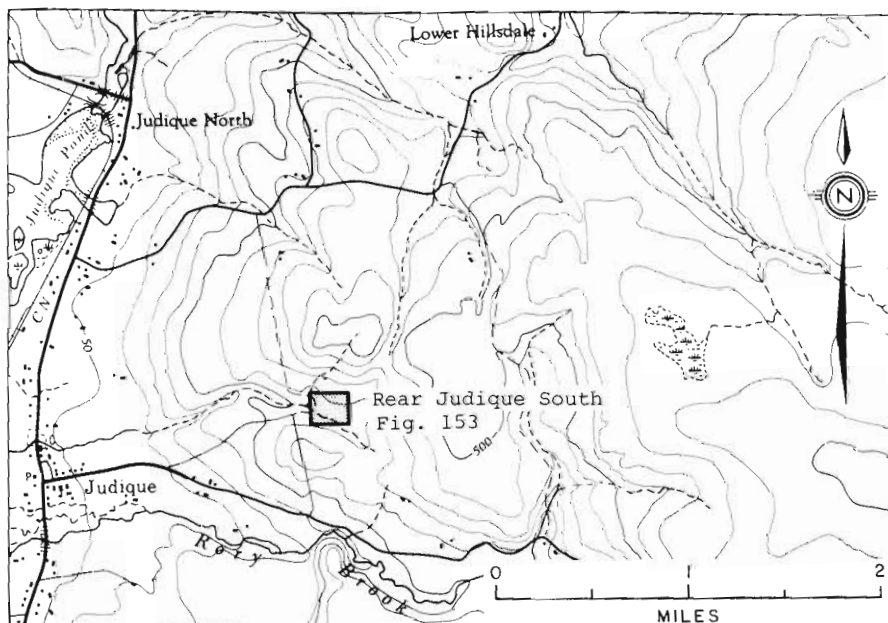 Lower Hillsdale
Judique North
Judique Pond
N
CN
50
Rear Judique South
Fig. 153
500
P
Judique
Rory Brook
0 1 2
MILES